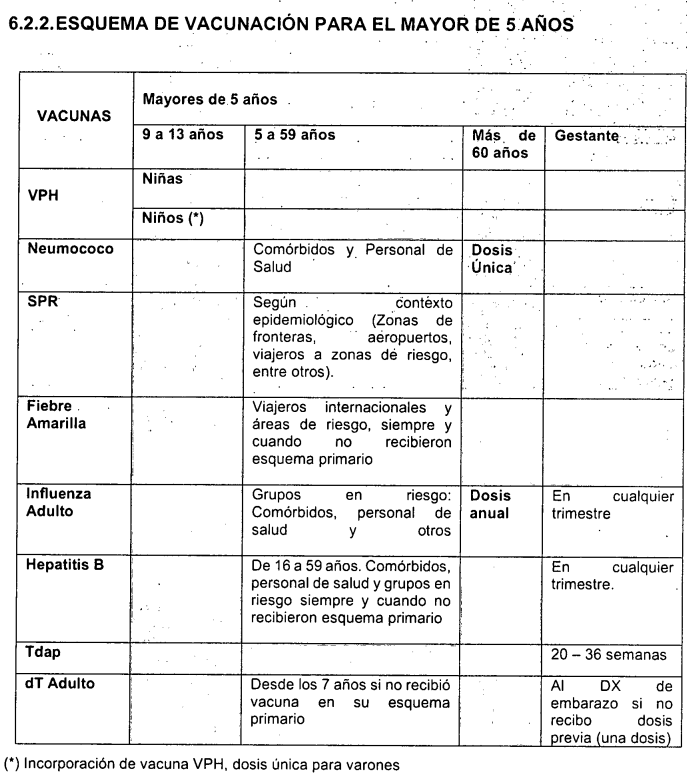 6.2.2.ESQUEMA DE VACUNACIÓN PARA EL MAYOR DE 5 AÑOS
VACUNAS
Mayores de 5 años
9 a 13 años
5 a 59 años
Más de
60 años
Gestante
VPH
Niñas
Niños (*)
Neumococo
Comórbidos y Personal de
Salud
Dosis
Única
SPR
Según contexto
epidemiológico (Zonas de
fronteras, aeropuertos,
viajeros a zonas de riesgo,
entre otros).
Fiebre
Amarilla
Viajeros internacionales y
áreas de riesgo, siempre y
cuando no recibieron
esquema primario
Influenza
Adulto
Grupos en riesgo:
Comórbidos, personal de
salud y otros
Dosis
anual
En cualquier
trimestre
Hepatitis B
De 16 a 59 años. Comórbidos,
personal de salud y grupos en
riesgo siempre y cuando no
recibieron esquema primario
En cualquier
trimestre.
Tdap
20 – 36 semanas
dT Adulto
Desde los 7 años si no recibió
vacuna en su esquema
primario
Al DX de
embarazo si no
recibo dosis
previa (una dosis)
(*) Incorporación de vacuna VPH, dosis única para varones